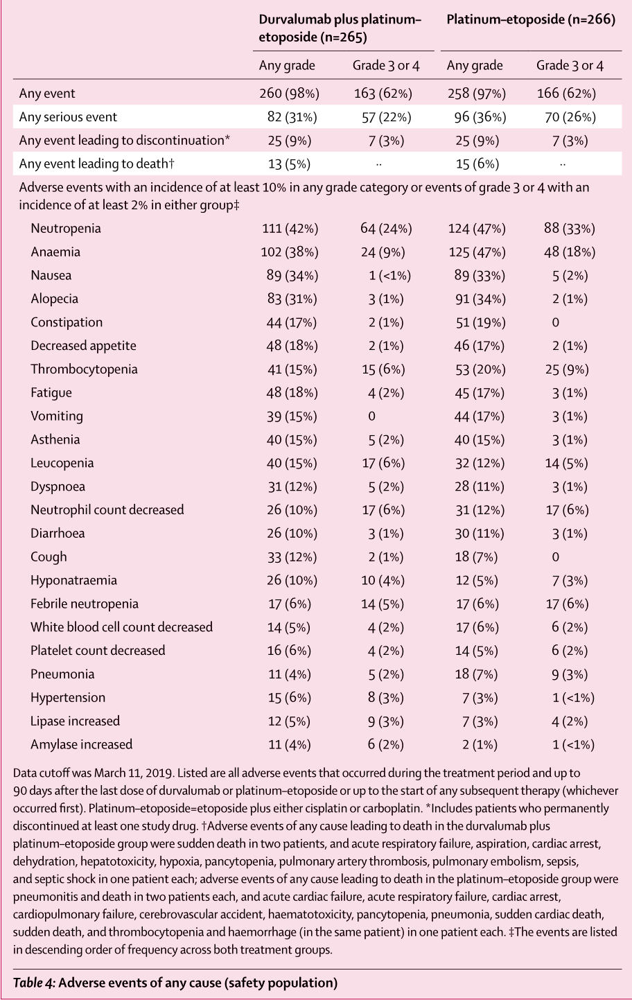 Durvalumab plus platinum–
etoposide (n=265)
Platinum–etoposide (n=266)
Any grade Grade 3 or 4 Any grade Grade 3 or 4
Any event 260 (98%) 163 (62%) 258 (97%) 166 (62%)
Any serious event 82 (31%) 57 (22%) 96 (36%) 70 (26%)
Any event leading to discontinuation* 25 (9%) 7 (3%) 25 (9%) 7 (3%)
Any event leading to death† 13 (5%) ·· 15 (6%) ··
Adverse events with an incidence of at least 10% in any grade category or events of grade 3 or 4 with an
incidence of at least 2% in either group‡
Neutropenia 111 (42%) 64 (24%) 124 (47%) 88 (33%)
Anaemia 102 (38%) 24 (9%) 125 (47%) 48 (18%)
Nausea 89 (34%) 1 (<1%) 89 (33%) 5 (2%)
Alopecia 83 (31%) 3 (1%) 91 (34%) 2 (1%)
Constipation 44 (17%) 2 (1%) 51 (19%) 0
Decreased appetite 48 (18%) 2 (1%) 46 (17%) 2 (1%)
Thrombocytopenia 41 (15%) 15 (6%) 53 (20%) 25 (9%)
Fatigue 48 (18%) 4 (2%) 45 (17%) 3 (1%)
Vomiting 39 (15%) 0 44 (17%) 3 (1%)
Asthenia 40 (15%) 5 (2%) 40 (15%) 3 (1%)
Leucopenia 40 (15%) 17 (6%) 32 (12%) 14 (5%)
Dyspnoea 31 (12%) 5 (2%) 28 (11%) 3 (1%)
Neutrophil count decreased 26 (10%) 17 (6%) 31 (12%) 17 (6%)
Diarrhoea 26 (10%) 3 (1%) 30 (11%) 3 (1%)
Cough 33 (12%) 2 (1%) 18 (7%) 0
Hyponatraemia 26 (10%) 10 (4%) 12 (5%) 7 (3%)
Febrile neutropenia 17 (6%) 14 (5%) 17 (6%) 17 (6%)
White blood cell count decreased 14 (5%) 4 (2%) 17 (6%) 6 (2%)
Platelet count decreased 16 (6%) 4 (2%) 14 (5%) 6 (2%)
Pneumonia 11 (4%) 5 (2%) 18 (7%) 9 (3%)
Hypertension 15 (6%) 8 (3%) 7 (3%) 1 (<1%)
Lipase increased 12 (5%) 9 (3%) 7 (3%) 4 (2%)
Amylase increased 11 (4%) 6 (2%) 2 (1%) 1 (<1%)
Data cutoff was March 11, 2019. Listed are all adverse events that occurred during the treatment period and up to
90 days after the last dose of durvalumab or platinum–etoposide or up to the start of any subsequent therapy (whichever
occurred first). Platinum–etoposide=etoposide plus either cisplatin or carboplatin. *Includes patients who permanently
discontinued at least one study drug. †Adverse events of any cause leading to death in the durvalumab plus
platinum–etoposide group were sudden death in two patients, and acute respiratory failure, aspiration, cardiac arrest,
dehydration, hepatotoxicity, hypoxia, pancytopenia, pulmonary artery thrombosis, pulmonary embolism, sepsis,
and septic shock in one patient each; adverse events of any cause leading to death in the platinum–etoposide group were
pneumonitis and death in two patients each, and acute cardiac failure, acute respiratory failure, cardiac arrest,
cardiopulmonary failure, cerebrovascular accident, haematotoxicity, pancytopenia, pneumonia, sudden cardiac death,
sudden death, and thrombocytopenia and haemorrhage (in the same patient) in one patient each. ‡The events are listed
in descending order of frequency across both treatment groups.
Table 4: Adverse events of any cause (safety population)